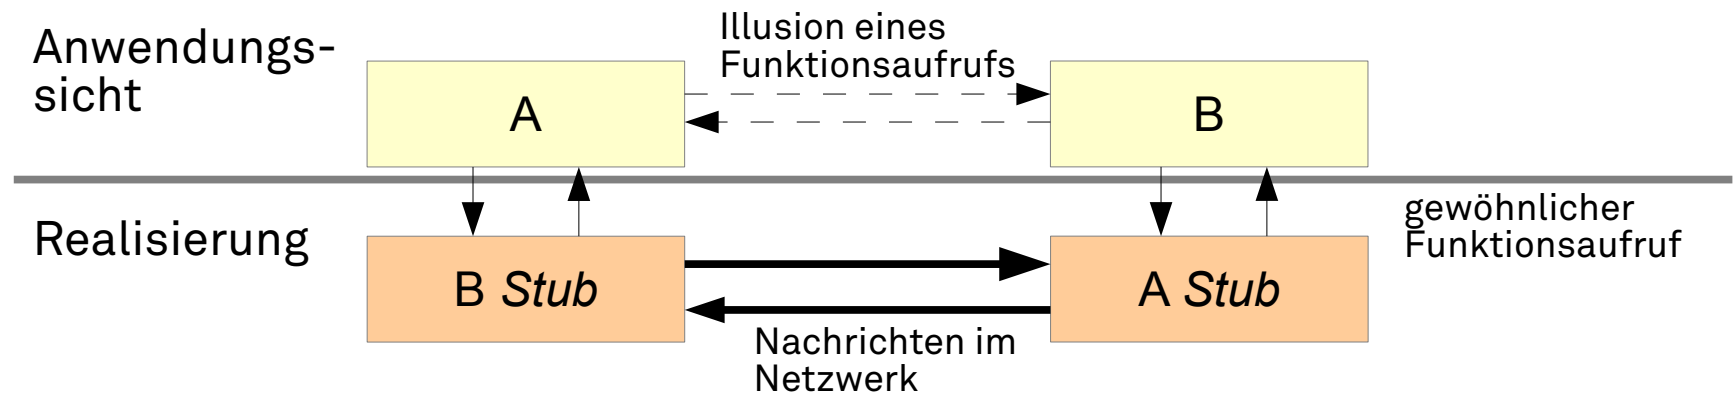 Anwendungs-
sicht
Illusion eines
Funktionsaufrufs
A
B
Realisierung
gewöhnlicher
Funktionsaufruf
B Stub
A Stub
Nachrichten im
Netzwerk